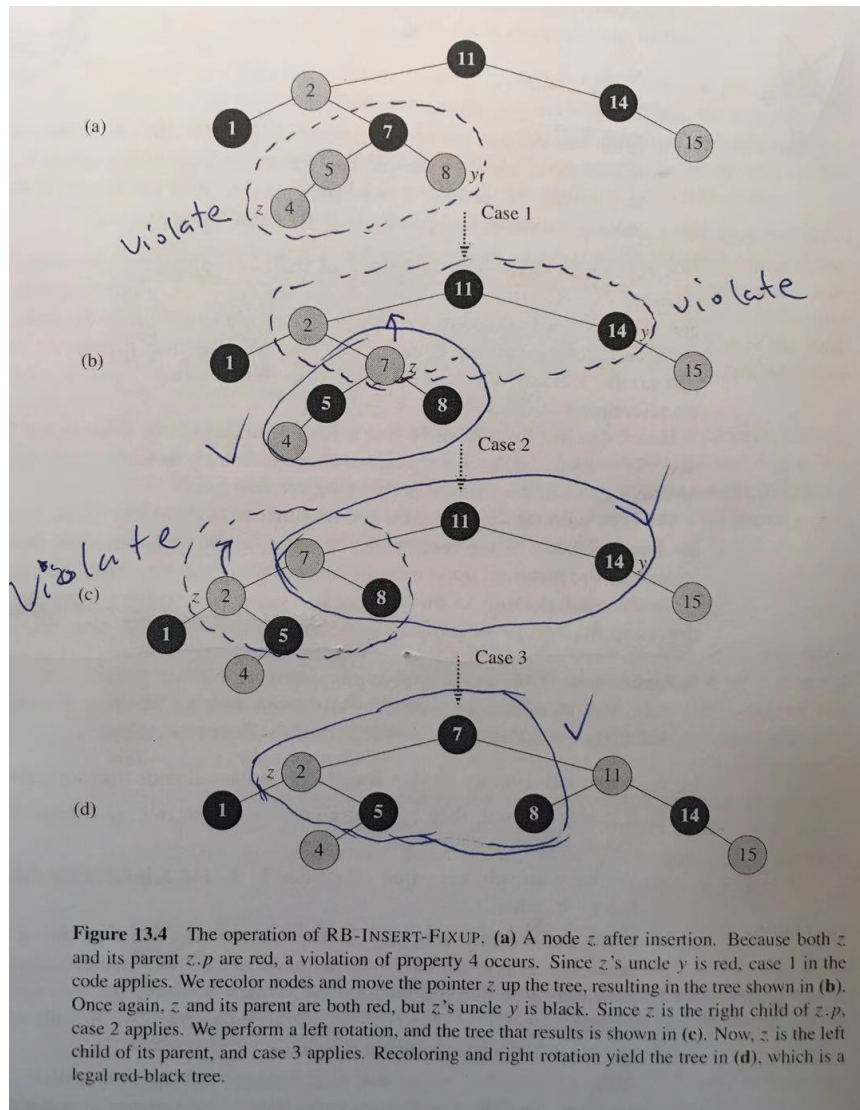 11
2
14
(a)
1
7
15
5
8 y
z 4
violate
Case 1
11
violate
2
14 y
(b)
1
7 z
15
5
8
4
Case 2
11
violate
7
14 y
(c)
z 2
8
15
1
5
4
Case 3
7
z 2
11
(d)
1
5
8
14
4
15
Figure 13.4 The operation of RB-INSERT-FIXUP. (a) A node z after insertion. Because both z
and its parent z.p are red, a violation of property 4 occurs. Since z's uncle y is red, case 1 in the
code applies. We recolor nodes and move the pointer z up the tree, resulting in the tree shown in (b).
Once again, z and its parent are both red, but z's uncle y is black. Since z is the right child of z.p,
case 2 applies. We perform a left rotation, and the tree that results is shown in (c). Now, z is the left
child of its parent, and case 3 applies. Recoloring and right rotation yield the tree in (d), which is a
legal red-black tree.